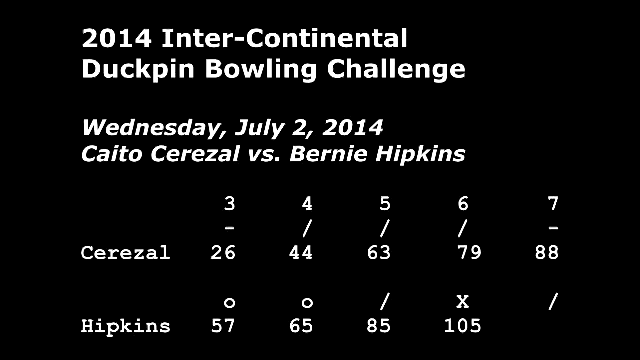 2014 Inter-Continental
Duckpin Bowling Challenge
Wednesday, July 2, 2014
Caito Cerezal vs. Bernie Hipkins
3 4 5 6 7
- / / / -
Cerezal 26 44 63 79 88
o o / X /
Hipkins 57 65 85 105